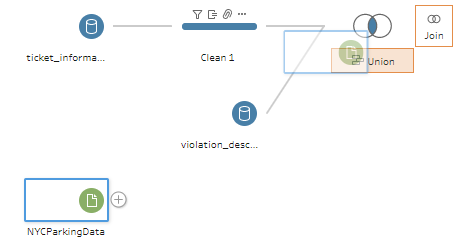 Join
ticket_informa...
Clean 1
Union
violation_desc...
NYCParkingData